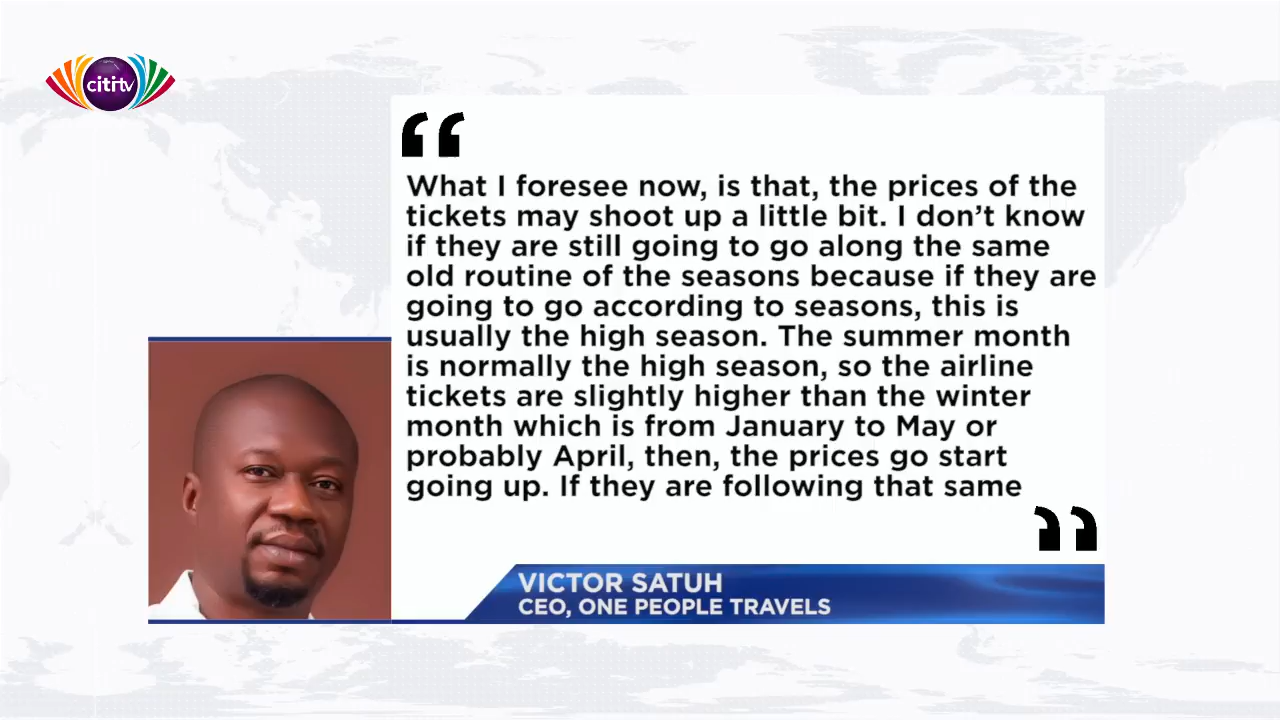 citi tv
“
What I foresee now, is that, the prices of the
tickets may shoot up a little bit. I don’t know
if they are still going to go along the same
old routine of the seasons because if they are
going to go according to seasons, this is
usually the high season. The summer month
is normally the high season, so the airline
tickets are slightly higher than the winter
month which is from January to May or
probably April, then, the prices go start
going up. If they are following that same
”
VICTOR SATUH
CEO, ONE PEOPLE TRAVELS